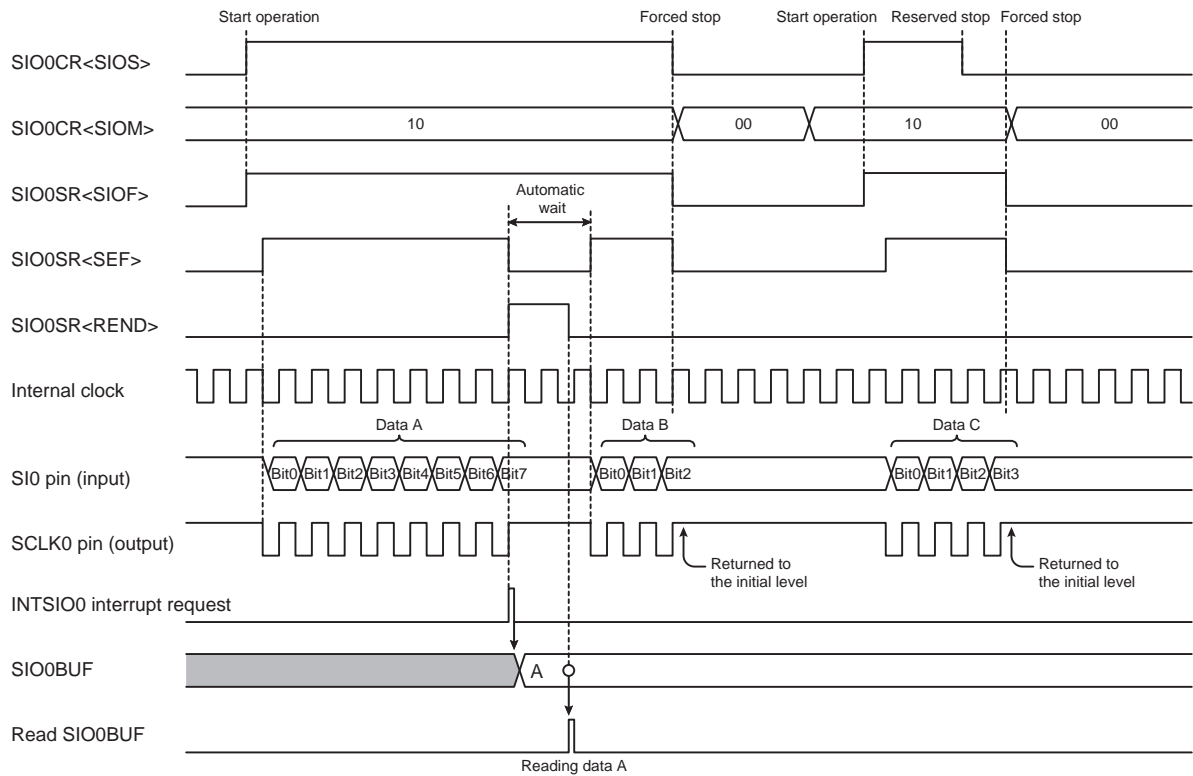 Start operation Forced stop Start operation Reserved stop Forced stop
SIO0CR<SIOS>
SIO0CR<SIOM> 10 00 10 00
SIO0SR<SIOF>
Automatic
wait
SIO0SR<SEF>
SIO0SR<REND>
Internal clock
Data A Data B Data C
SI0 pin (input) Bit0 Bit1 Bit2 Bit3 Bit4 Bit5 Bit6 Bit7 Bit0 Bit1 Bit2 Bit0 Bit1 Bit2 Bit3
SCLK0 pin (output)
Returned to
the initial level
Returned to
the initial level
INTSIO0 interrupt request
SIO0BUF A
Read SIO0BUF
Reading data A